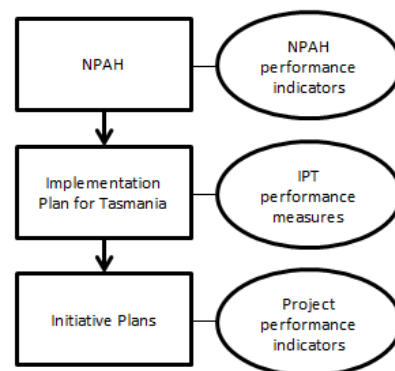 NPAH
NPAH
performance
indicators
Implementation
Plan for Tasmania
IPT
performance
measures
Initiative Plans
Project
performance
indicators